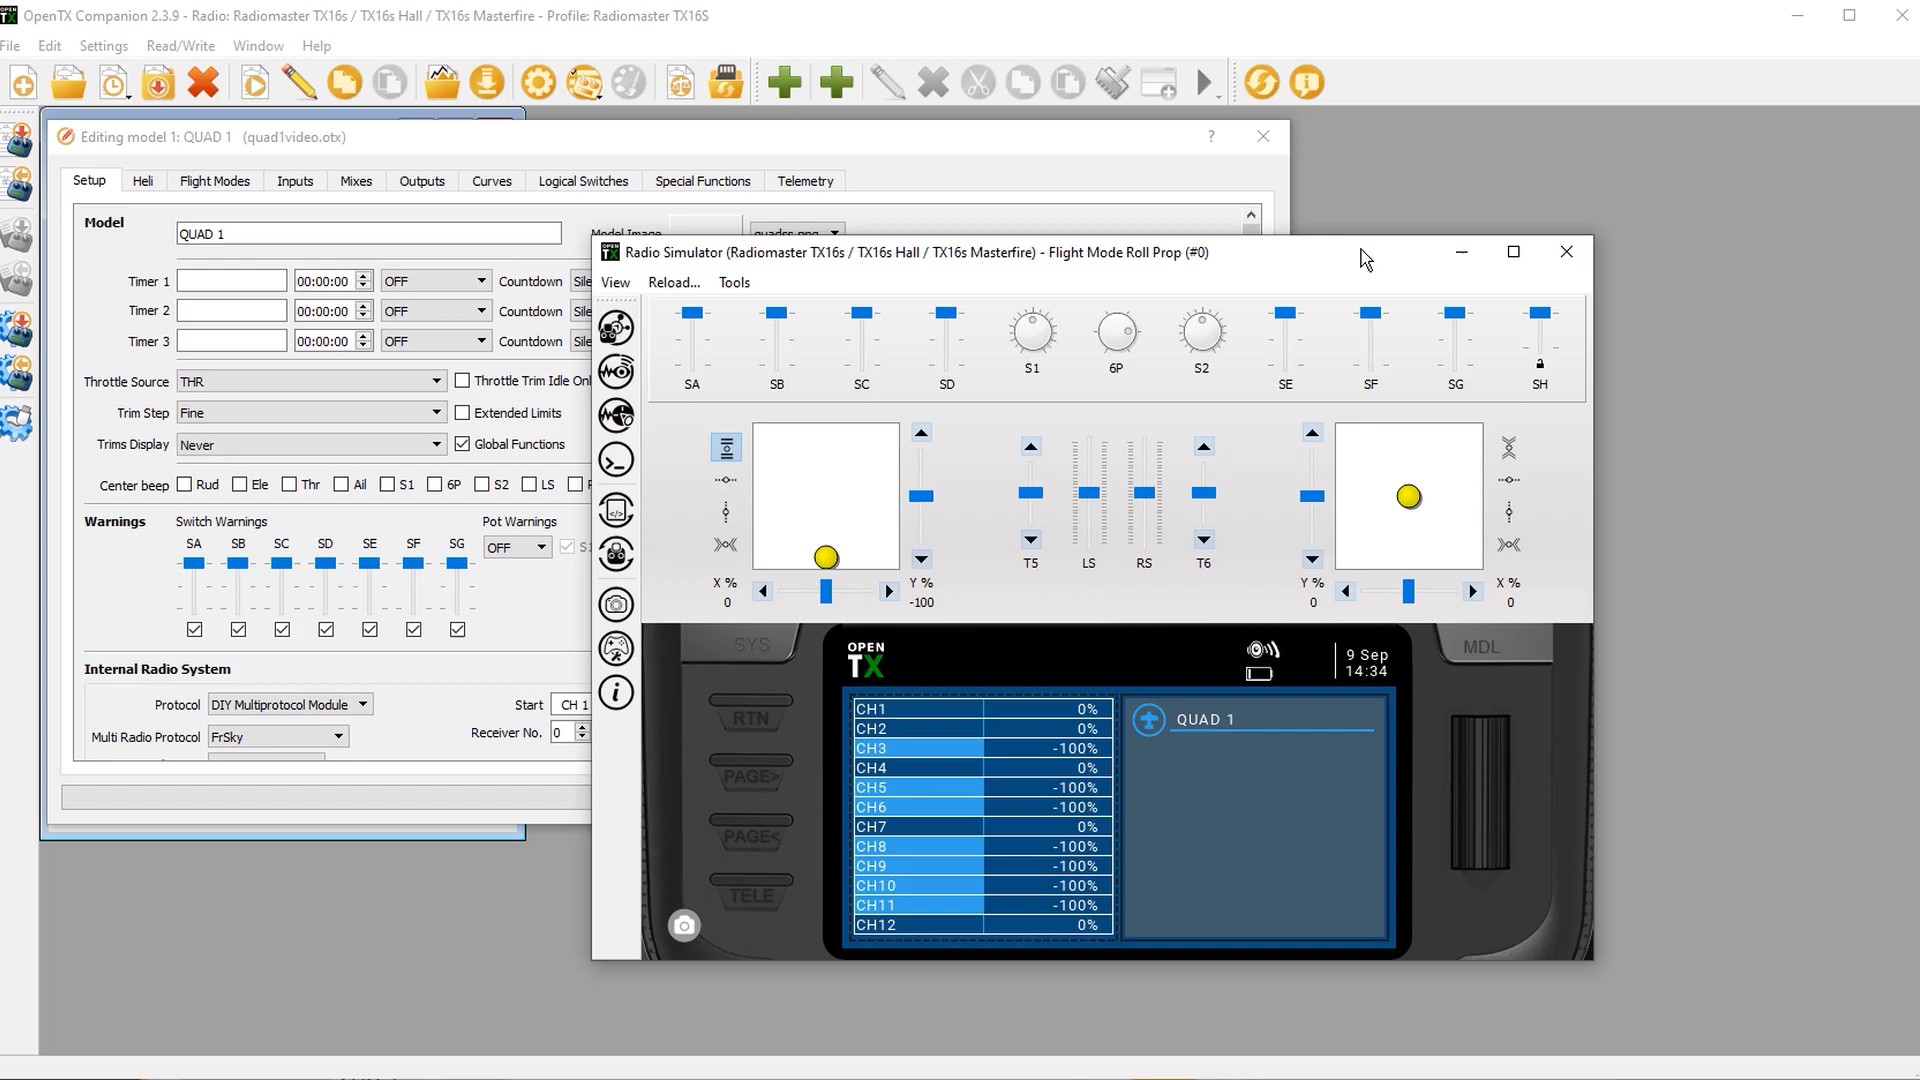 OpenTX Companion 2.3.9 - Radio: Radiomaster TX16s / TX16s Hall / TX16s Masterfire - Profile: Radiomaster TX16S
File Edit Settings Read/Write Window Help
Editing model 1: QUAD 1 (quad1video.otx)
Setup Heli Flight Modes Inputs Mixes Outputs Curves Logical Switches Special Functions Telemetry
Model
QUAD 1
Model Image
Timer 1 00:00:00 OFF Countdown Sile
Timer 2 00:00:00 OFF Countdown Sile
Timer 3 00:00:00 OFF Countdown Sile
Throttle Source THR Throttle Trim Idle Onl
Trim Step Fine Extended Limits
Trims Display Never Global Functions
Center beep Rud Ele Thr Ail S1 6P S2 LS
Warnings Switch Warnings Pot Warnings
SA SB SC SD SE SF SG
OFF
Internal Radio System
Protocol DIY Multiprotocol Module Start CH 1
Multi Radio Protocol FrSky Receiver No. 0
OPEN TX
Radio Simulator (Radiomaster TX16s / TX16s Hall / TX16s Masterfire) - Flight Mode Roll Prop (#0)
View Reload... Tools
SA SB SC SD S1 6P S2 SE SF SG SH
T5 LS RS T6
X % Y % Y % X %
0 -100 0 0
SYS MDL
RTN
PAGE>
PAGE<
TELE
OPEN
TX
9 Sep
14:34
CH1 0%
CH2 0%
CH3 -100%
CH4 0%
CH5 -100%
CH6 -100%
CH7 0%
CH8 -100%
CH9 -100%
CH10 -100%
CH11 -100%
CH12 0%
QUAD 1